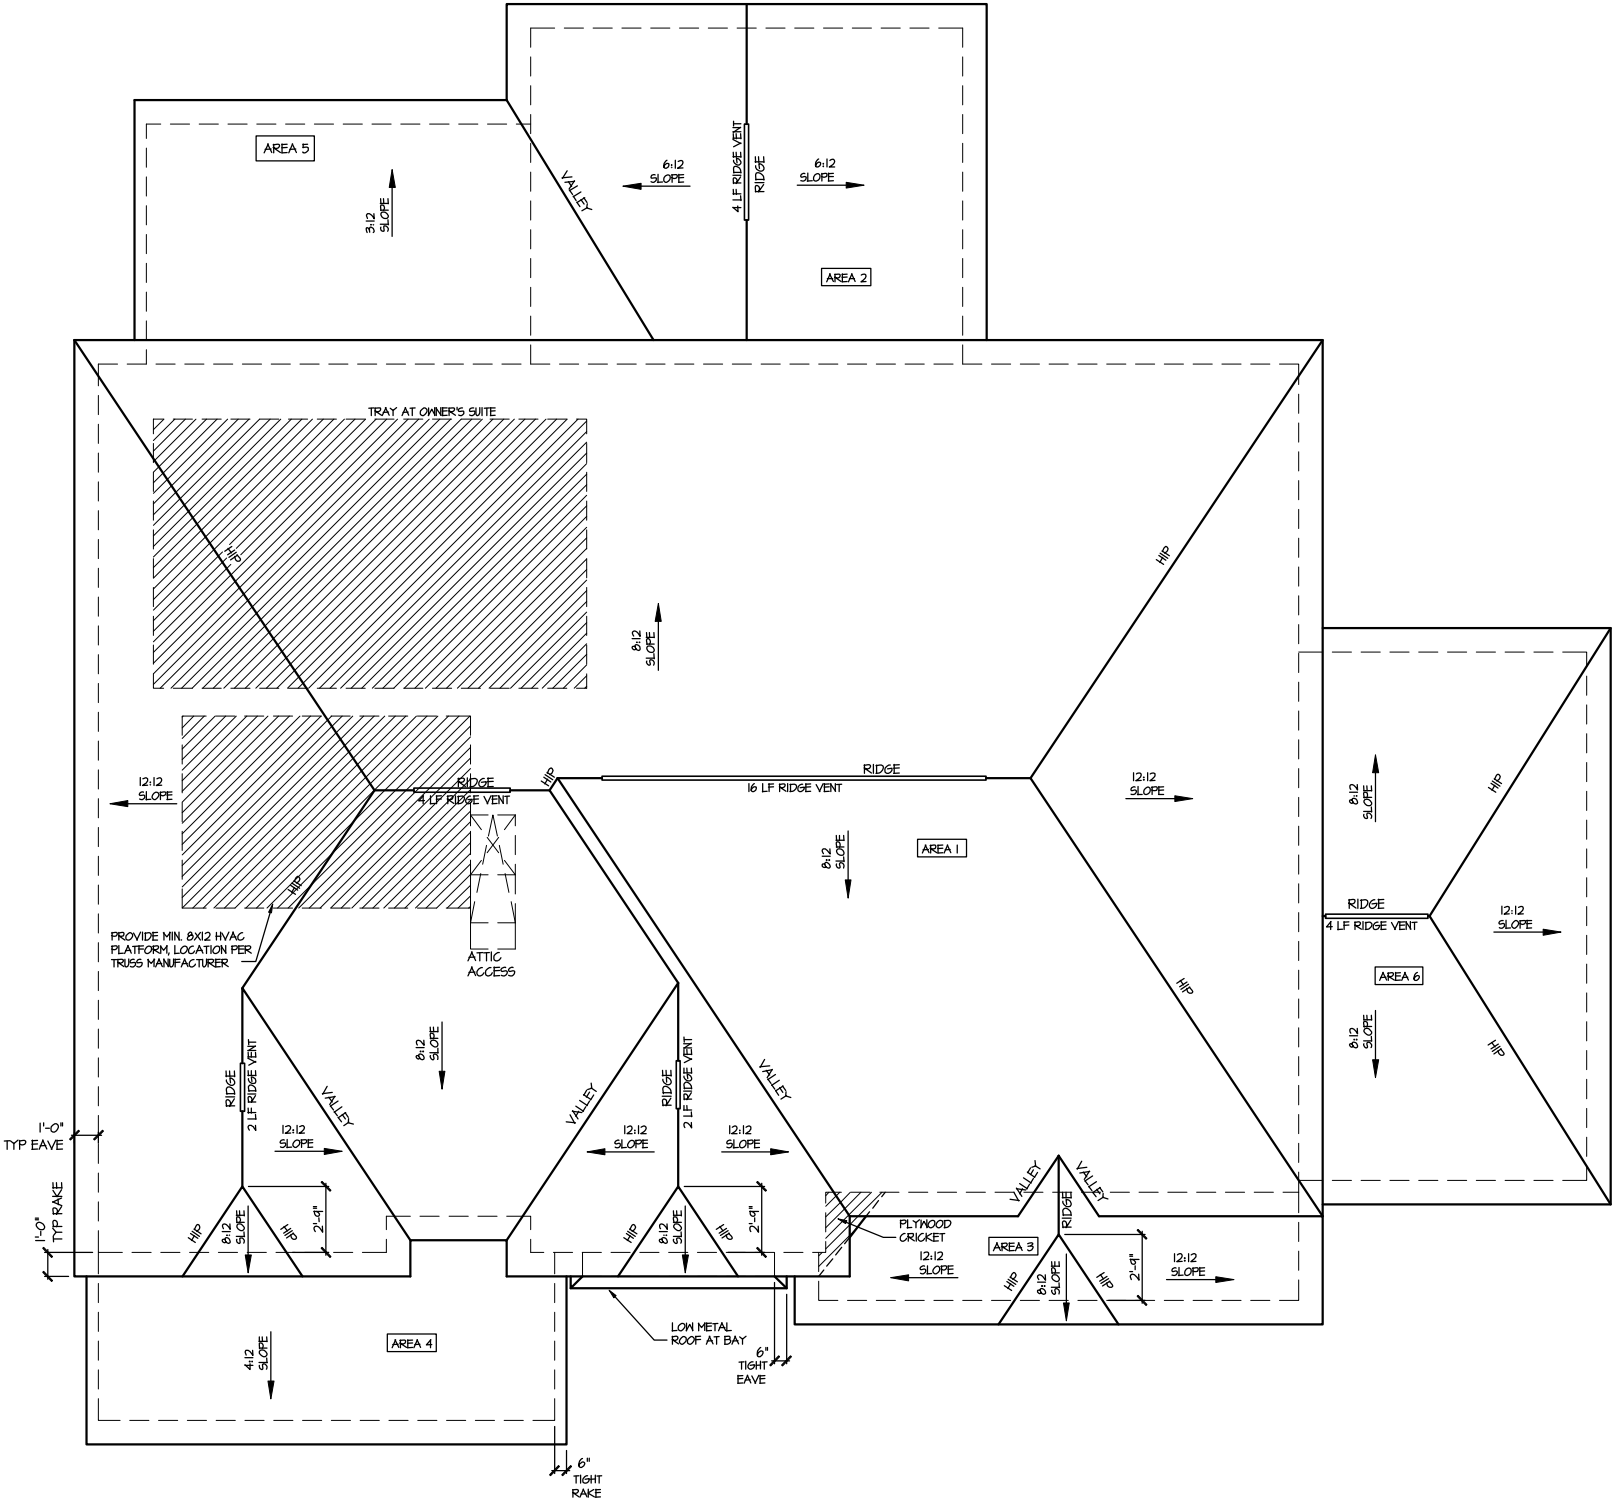 AREA 5
3:12
SLOPE
VALLEY
6:12
SLOPE
4 LF RIDGE VENT
RIDGE
6:12
SLOPE
AREA 2
TRAY AT OWNER'S SUITE
HIP
HIP
8:12
SLOPE
12:12
SLOPE
RIDGE
4 LF RIDGE VENT
HIP
RIDGE
16 LF RIDGE VENT
12:12
SLOPE
8:12
SLOPE
HIP
AREA 1
8:12
SLOPE
HIP
RIDGE
4 LF RIDGE VENT
12:12
SLOPE
PROVIDE MIN. 8X12 HVAC
PLATFORM, LOCATION PER
TRUSS MANUFACTURER
ATTIC
ACCESS
AREA 6
HIP
8:12
SLOPE
8:12
SLOPE
HIP
RIDGE
2 LF RIDGE VENT
VALLEY
VALLEY
RIDGE
2 LF RIDGE VENT
VALLEY
1'-0"
TYP EAVE
12:12
SLOPE
12:12
SLOPE
12:12
SLOPE
1'-0"
TYP RAKE
HIP
8:12
SLOPE
HIP
2'-9"
HIP
8:12
SLOPE
HIP
2'-9"
VALLEY
RIDGE
VALLEY
PLYWOOD
CRICKET
AREA 3
12:12
SLOPE
HIP
8:12
SLOPE
HIP
2'-9"
12:12
SLOPE
4:12
SLOPE
AREA 4
LOW METAL
ROOF AT BAY
6"
TIGHT
EAVE
6"
TIGHT
RAKE